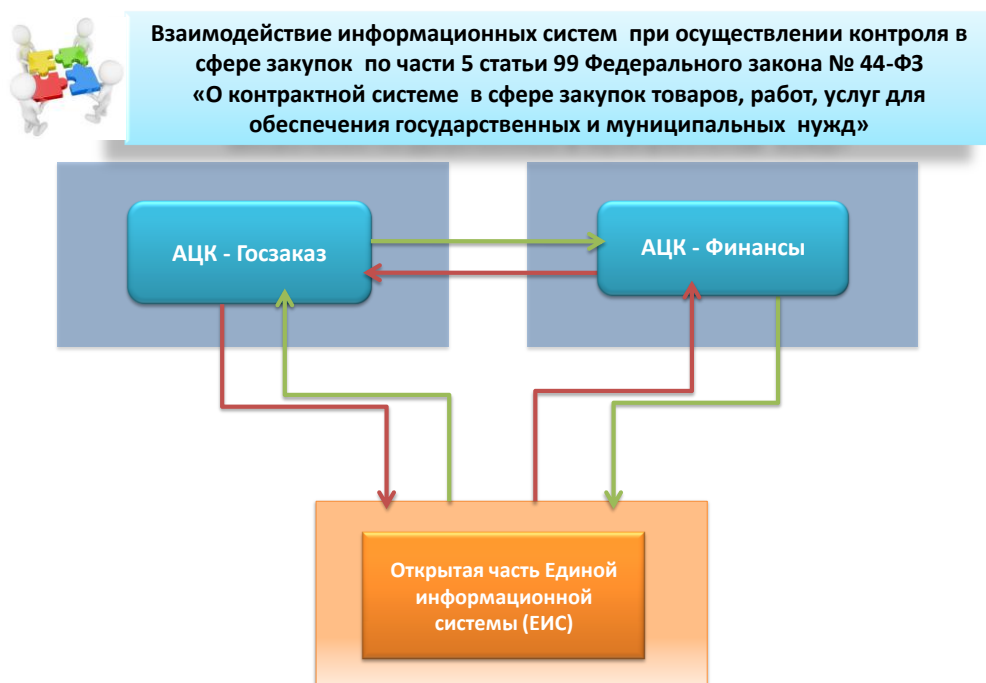 Взаимодействие информационных систем при осуществлении контроля в
сфере закупок по части 5 статьи 99 Федерального закона № 44-ФЗ
«О контрактной системе в сфере закупок товаров, работ, услуг для
обеспечения государственных и муниципальных нужд»
АЦК - Госзаказ
АЦК - Финансы
Открытая часть Единой
информационной
системы (ЕИС)